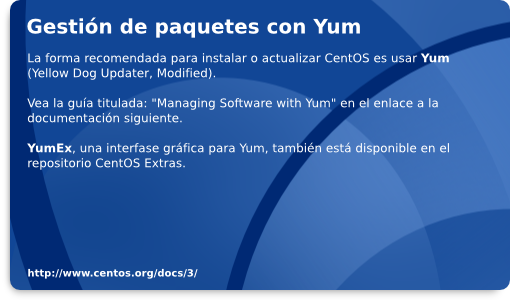 Gestión de paquetes con Yum
La forma recomendada para instalar o actualizar CentOS es usar Yum
(Yellow Dog Updater, Modified).
Vea la guía titulada: "Managing Software with Yum" en el enlace a la
documentación siguiente.
YumEx, una interfase gráfica para Yum, también está disponible en el
repositorio CentOS Extras.
http://www.centos.org/docs/3/